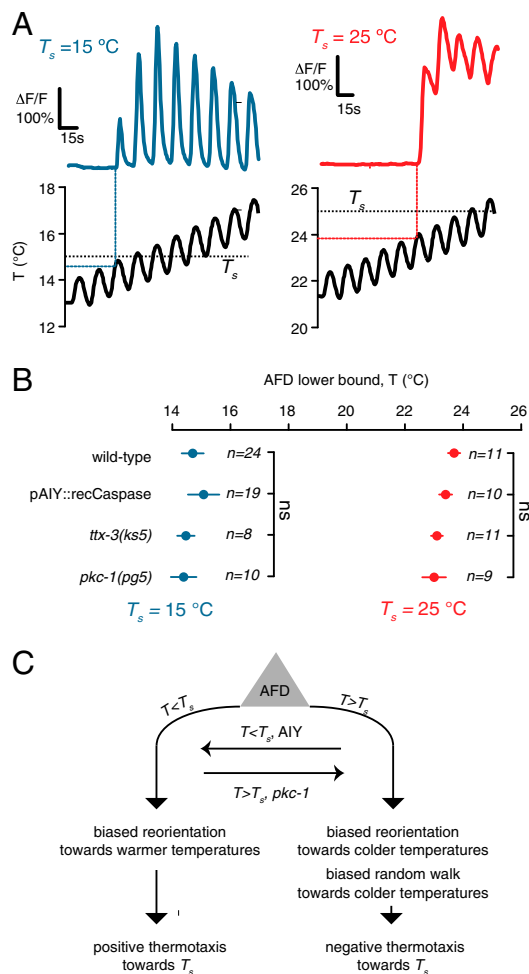 A
Ts = 15 ºC
Ts = 25 ºC
ΔF/F
100%
15s
ΔF/F
100%
15s
18
16
14
12
T (°C)
Ts
26
24
22
20
Ts
B
AFD lower bound, T (°C)
14 16 18 20 22 24 26
wild-type n=24 n=11
pAIY::recCaspase n=19 n=10
ttx-3(ks5) n=8 n=11
pkc-1(pg5) n=10 n=9
ns
ns
Ts = 15 °C
Ts = 25 °C
C
AFD
T<Ts
T>Ts
T<Ts, AIY
T>Ts, pkc-1
biased reorientation
towards warmer temperatures
biased reorientation
towards colder temperatures
biased random walk
towards colder temperatures
positive thermotaxis
towards Ts
negative thermotaxis
towards Ts